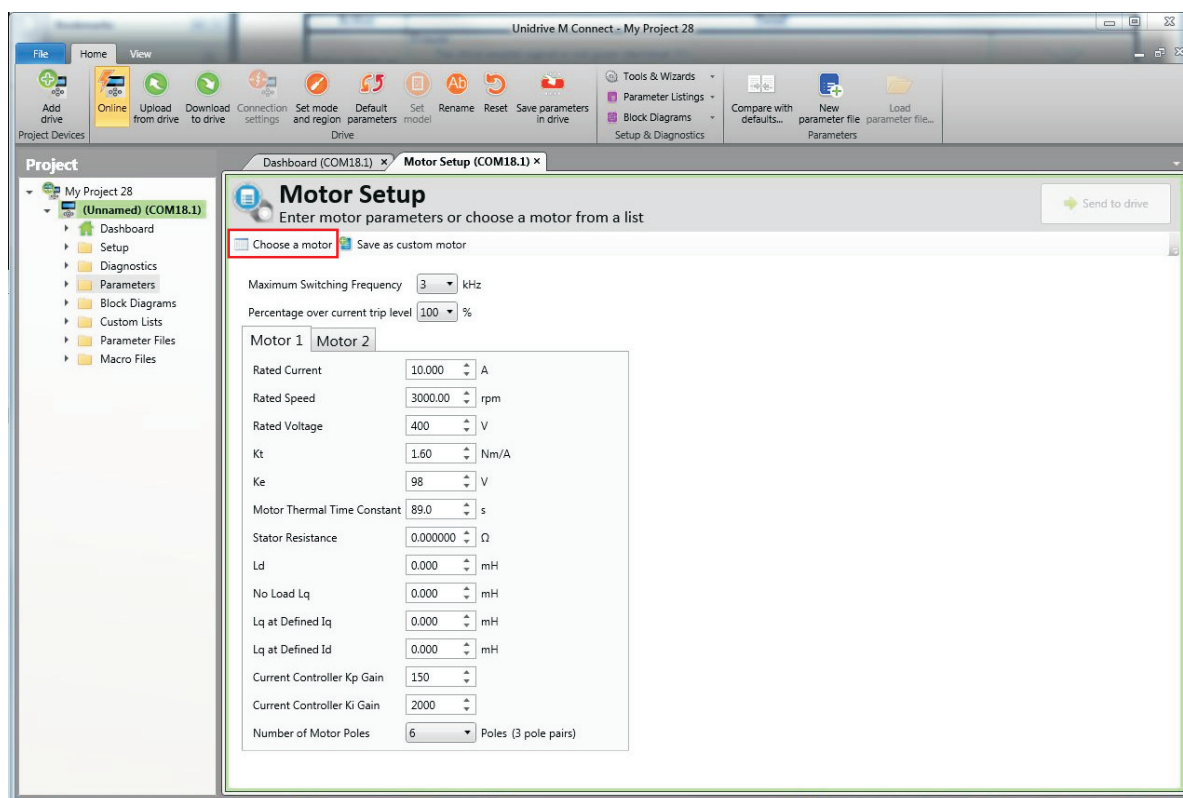 Unidrive M Connect - My Project 28
File Home View
Add drive
Online
Upload from drive
Download to drive
Connection settings
Set mode and region
Default parameters
Set model
Rename
Reset
Save parameters in drive
Tools & Wizards
Parameter Listings
Block Diagrams
Compare with defaults...
New parameter file
Load parameter file...
Project Devices
Drive
Setup & Diagnostics
Parameters
Project
My Project 28
(Unnamed) (COM18.1)
Dashboard
Setup
Diagnostics
Parameters
Block Diagrams
Custom Lists
Parameter Files
Macro Files
Dashboard (COM18.1) × Motor Setup (COM18.1) ×
Motor Setup
Enter motor parameters or choose a motor from a list
Send to drive
Choose a motor Save as custom motor
Maximum Switching Frequency 3 kHz
Percentage over current trip level 100 %
Motor 1 Motor 2
Rated Current 10.000 A
Rated Speed 3000.00 rpm
Rated Voltage 400 V
Kt 1.60 Nm/A
Ke 98 V
Motor Thermal Time Constant 89.0 s
Stator Resistance 0.000000 Ω
Ld 0.000 mH
No Load Lq 0.000 mH
Lq at Defined Iq 0.000 mH
Lq at Defined Id 0.000 mH
Current Controller Kp Gain 150
Current Controller Ki Gain 2000
Number of Motor Poles 6 Poles (3 pole pairs)